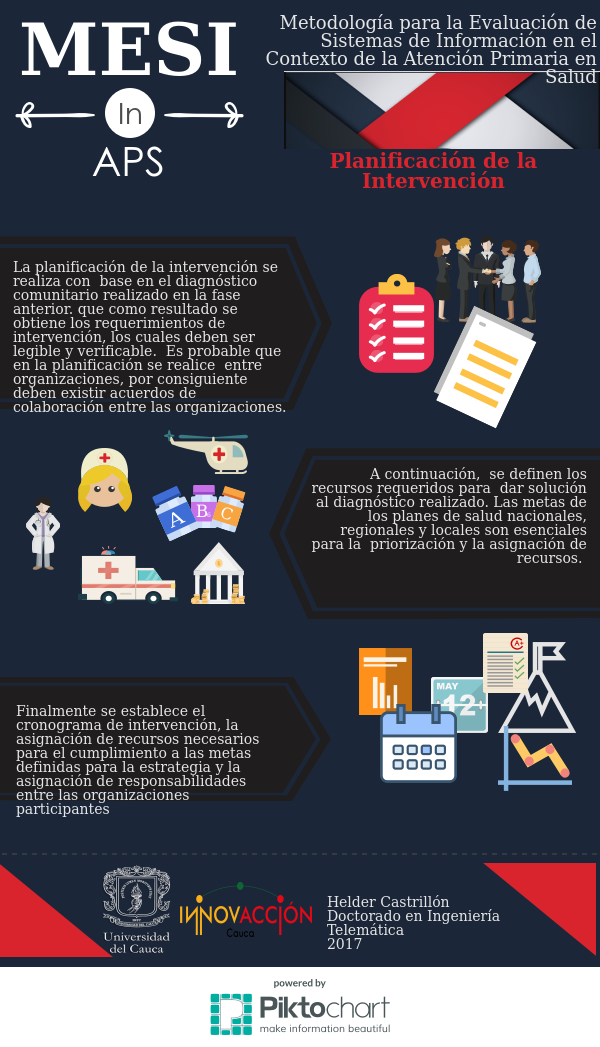 MESI
In
APS
Metodología para la Evaluación de
Sistemas de Información en el
Contexto de la Atención Primaria en
Salud
Planificación de la
Intervención
La planificación de la intervención se
realiza con base en el diagnóstico
comunitario realizado en la fase
anterior. que como resultado se
obtiene los requerimientos de
intervención, los cuales deben ser
legible y verificable. Es probable que
en la planificación se realice entre
organizaciones, por consiguiente
deben existir acuerdos de
colaboración entre las organizaciones.
A B C
A continuación, se definen los
recursos requeridos para dar solución
al diagnóstico realizado. Las metas de
los planes de salud nacionales,
regionales y locales son esenciales
para la priorización y la asignación de
recursos.
A+
MAY
12+
Finalmente se establece el
cronograma de intervención, la
asignación de recursos necesarios
para el cumplimiento a las metas
definidas para la estrategia y la
asignación de responsabilidades
entre las organizaciones
participantes
Universidad
del Cauca
INNOVACCIÓN
Cauca
Helder Castrillón
Doctorado en Ingeniería
Telemática
2017
powered by
Piktochart
make information beautiful